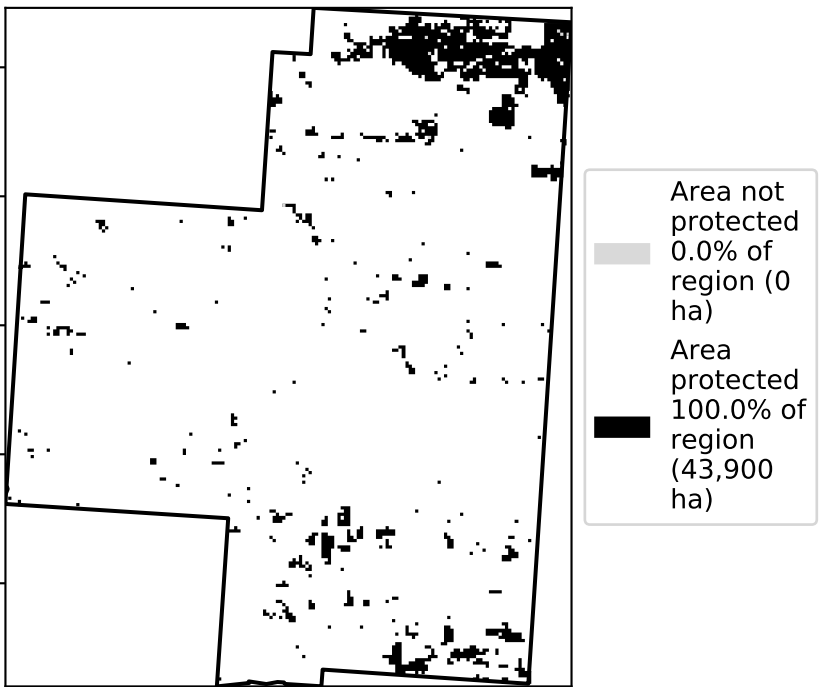 Area not
protected
0.0% of
region (0
ha)
Area
protected
100.0% of
region
(43,900
ha)